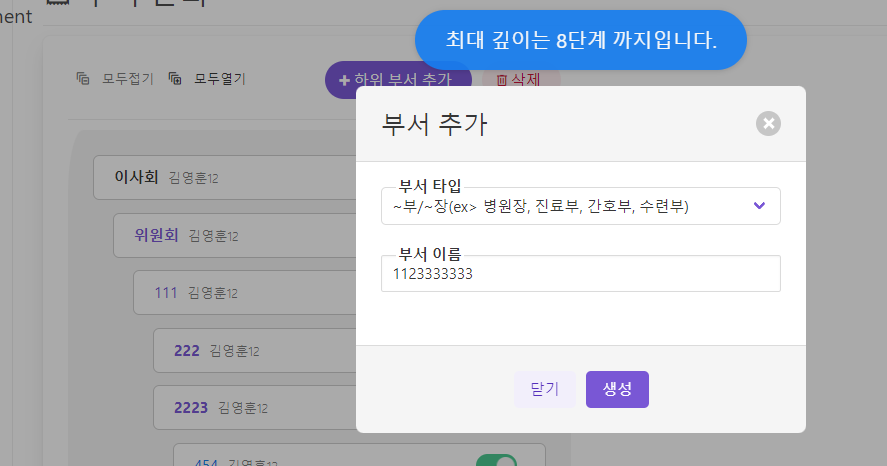 ment
최대 깊이는 8단계 까지입니다.
모두접기 모두열기
하위 부서 추가
삭제
부서 추가
이사회 김영훈12
부서 타입
~부/~장(ex> 병원장, 진료부, 간호부, 수련부)
위원회 김영훈12
부서 이름
1123333333
111 김영훈12
222 김영훈12
닫기
생성
2223 김영훈12
454 김영훈12